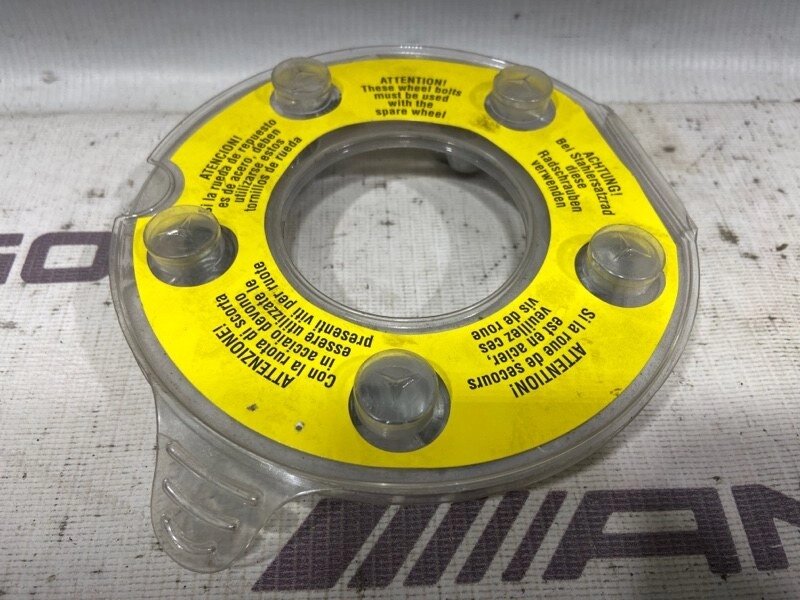 ATTENTION!
These wheel bolts
must be used
with the
spare wheel
ACHTUNG!
Bei Stahlersatzrad
diese
Radschrauben
verwenden
ATTENTION!
Si la roue de secours
est en acier,
veuillez ces
vis de roue
ATTENZIONE!
Con la ruota di scorta
in acciaio devono
essere utilizzate le
presenti viti per ruote
ATENCION!
Si la rueda de repuesto
es de acero, deben
utilizarse estos
tornillos de rueda